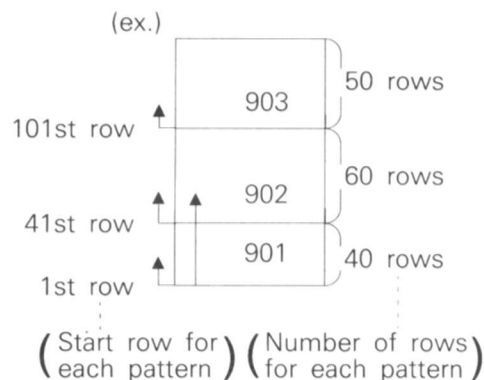 (ex.)
50 rows
903
101st row
60 rows
902
41st row
901
40 rows
1st row
(Start row for each pattern) (Number of rows for each pattern)